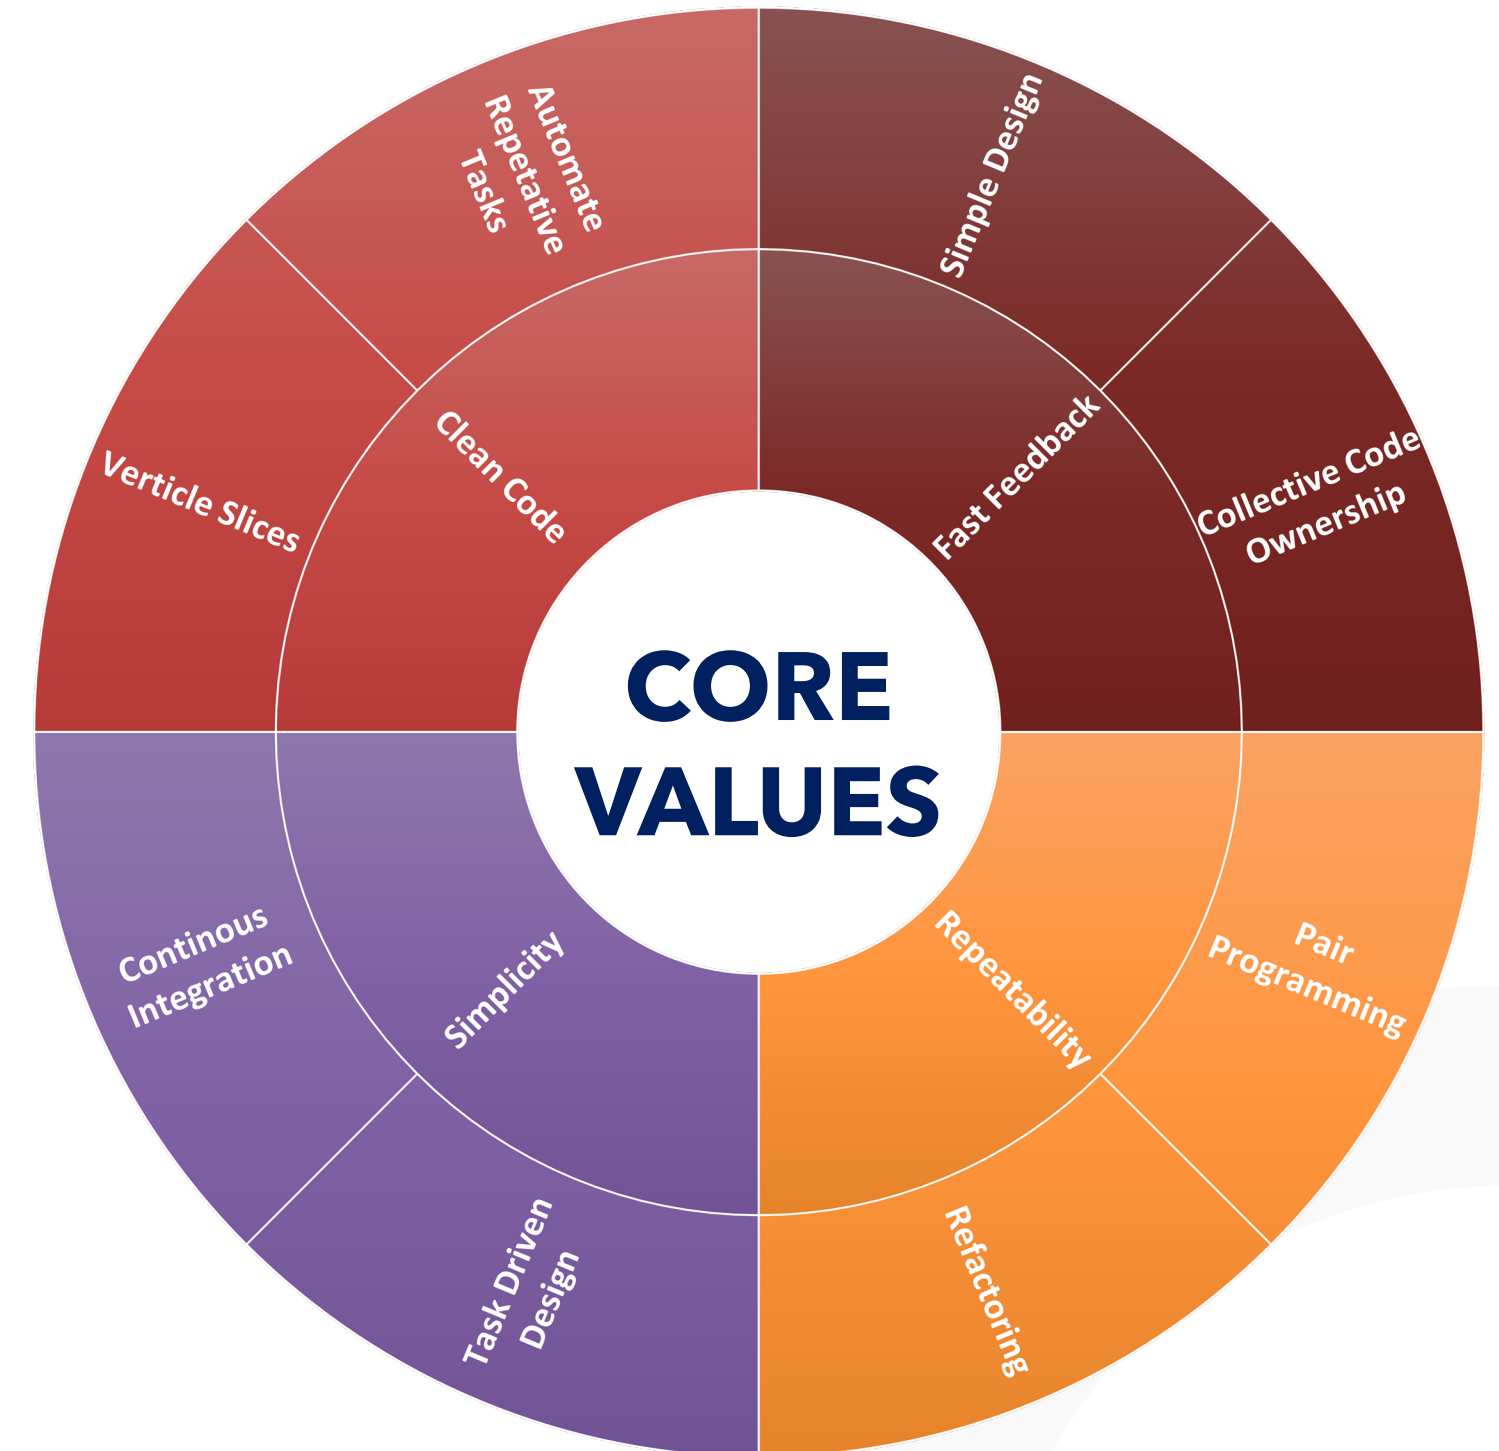 CORE
VALUES
Fast Feedback
Simple Design
Collective Code
Ownership
Repeatability
Pair
Programming
Refactoring
Simplicity
Task Driven
Design
Continous
Integration
Clean Code
Verticle Slices
Automate
Repetative
Tasks